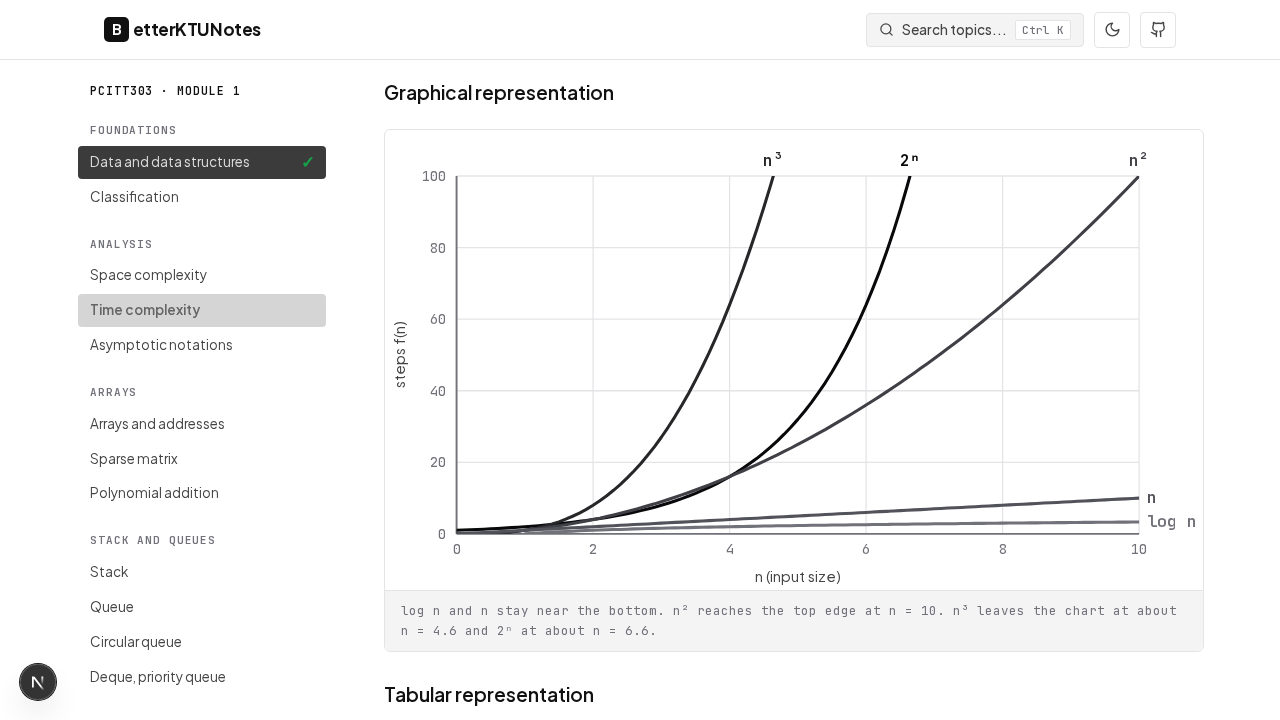 B etterKTUNotes
Search topics... Ctrl K
PCITT303 · MODULE 1
FOUNDATIONS
Data and data structures ✓
Classification
ANALYSIS
Space complexity
Time complexity
Asymptotic notations
ARRAYS
Arrays and addresses
Sparse matrix
Polynomial addition
STACK AND QUEUES
Stack
Queue
Circular queue
Deque, priority queue
N
Graphical representation
n³ 2ⁿ n²
100
80
60
40
20
0
steps f(n)
n
log n
0 2 4 6 8 10
n (input size)
log n and n stay near the bottom. n² reaches the top edge at n = 10. n³ leaves the chart at about
n = 4.6 and 2ⁿ at about n = 6.6.
Tabular representation